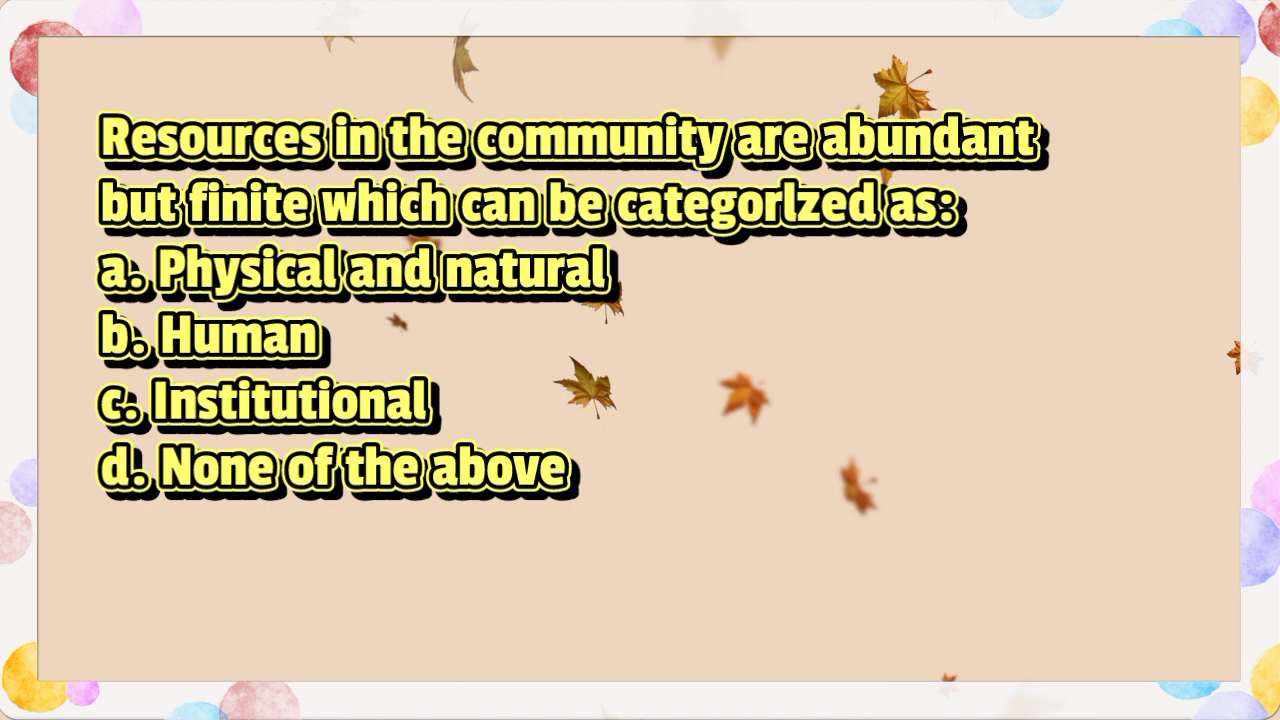 Resources in the community are abundant
but finite which can be categorlzed as:
a. Physical and natural
b. Human
c. Institutional
d. None of the above